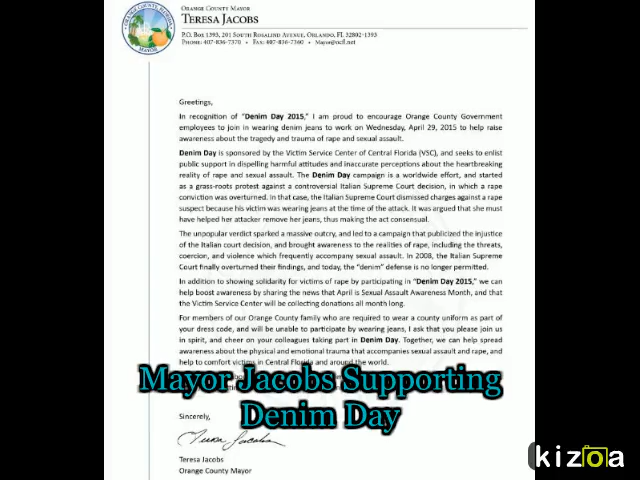 ORANGE COUNTY MAYOR
TERESA JACOBS
P.O. BOX 1393, 201 SOUTH ROSALIND AVENUE, ORLANDO, FL 32802-1393
PHONE: 407-836-7370 • FAX: 407-836-7360 • Mayor@ocfl.net
Greetings,
In recognition of "Denim Day 2015," I am proud to encourage Orange County Government
employees to join in wearing denim jeans to work on Wednesday, April 29, 2015 to help raise
awareness about the tragedy and trauma of rape and sexual assault.
Denim Day is sponsored by the Victim Service Center of Central Florida (VSC), and seeks to enlist
public support in dispelling harmful attitudes and inaccurate perceptions about the heartbreaking
reality of rape and sexual assault. The Denim Day campaign is a worldwide effort, and started
as a grass-roots protest against a controversial Italian Supreme Court decision, in which a rape
conviction was overturned. In that case, the Italian Supreme Court dismissed charges against a rape
suspect because his victim was wearing jeans at the time of the attack. It was argued that she must
have helped her attacker remove her jeans, thus making the act consensual.
The unpopular verdict sparked a massive outcry, and led to a campaign that publicized the injustice
of the Italian court decision, and brought awareness to the realities of rape, including the threats,
coercion, and violence which frequently accompany sexual assault. In 2008, the Italian Supreme
Court finally overturned their findings, and today, the "denim" defense is no longer permitted.
In addition to showing solidarity for victims of rape by participating in "Denim Day 2015," we can
help boost awareness by sharing the news that April is Sexual Assault Awareness Month, and that
the Victim Service Center will be collecting donations all month long.
For members of our Orange County family who are required to wear a county uniform as part of
your dress code, and will be unable to participate by wearing jeans, I ask that you please join us
in spirit, and cheer on your colleagues taking part in Denim Day. Together, we can help spread
awareness about the physical and emotional trauma that accompanies sexual assault and rape, and
help to comfort victims in Central Florida and around the world.
Mayor Jacobs Supporting
Denim Day
Sincerely,
Teresa Jacobs
Teresa Jacobs
Orange County Mayor
kizoa